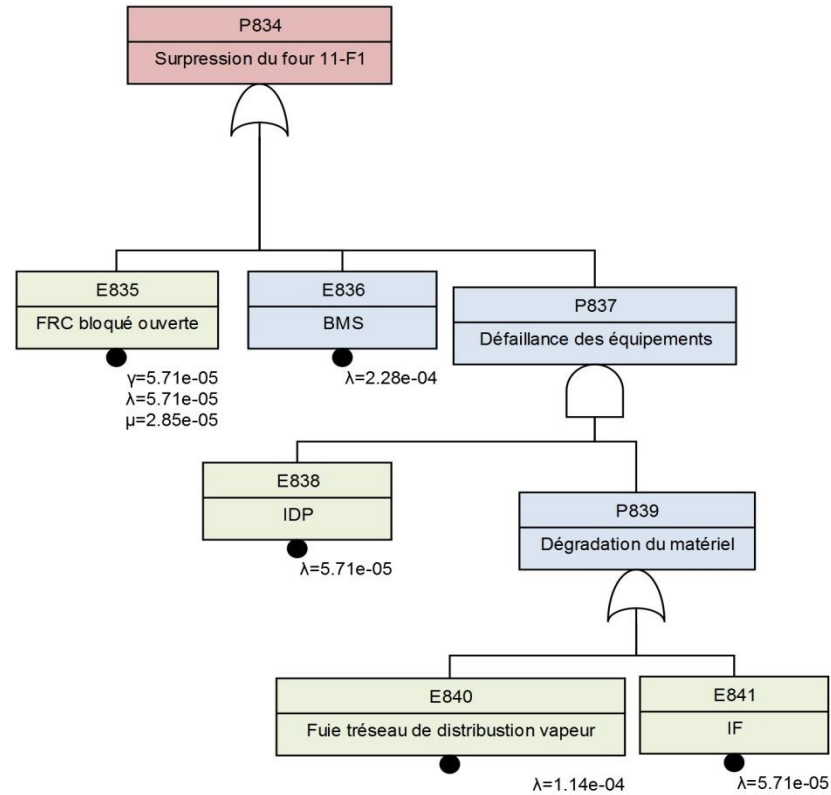 P834
Surpression du four 11-F1
E835
FRC bloqué ouverte
γ=5.71e-05
λ=5.71e-05
μ=2.85e-05
E836
BMS
λ=2.28e-04
P837
Défaillance des équipements
E838
IDP
λ=5.71e-05
P839
Dégradation du matériel
E840
Fuie tréseau de distribustion vapeur
λ=1.14e-04
E841
IF
λ=5.71e-05